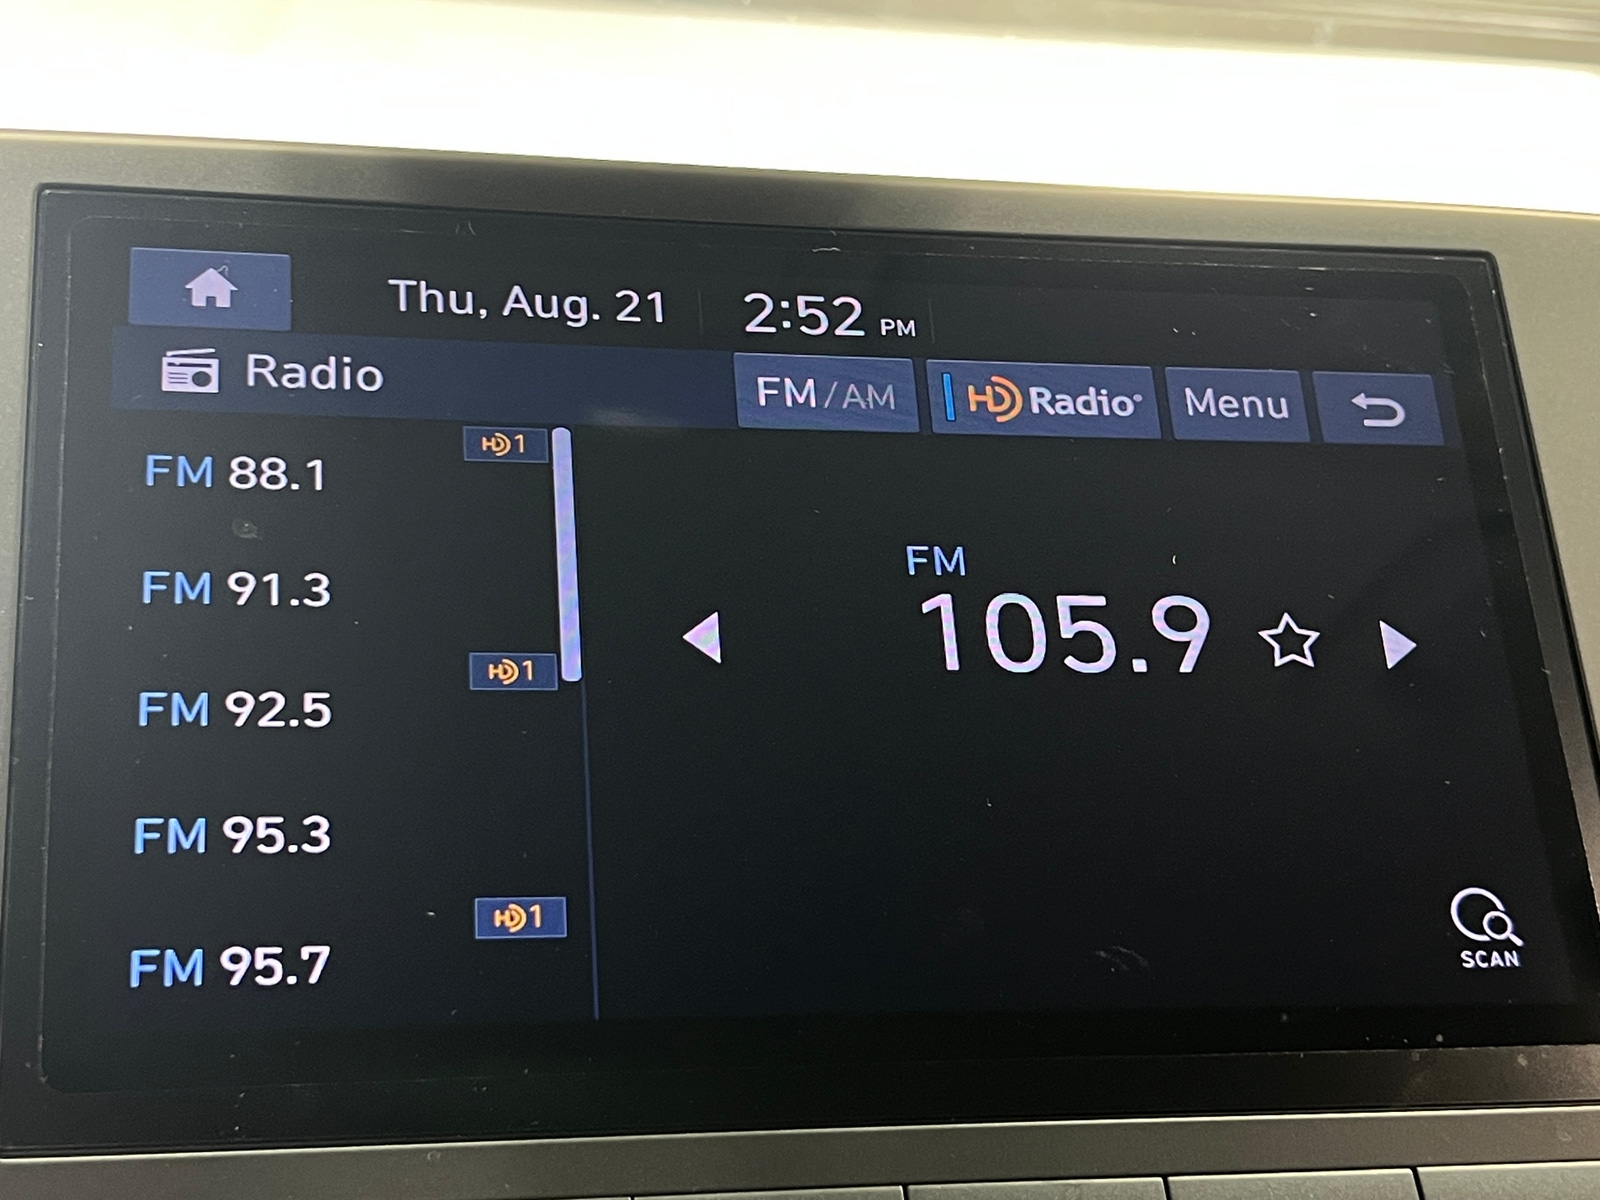 Thu, Aug. 21 2:52 PM
Radio FM/AM HD Radio® Menu
FM 88.1 HD 1
FM 91.3
FM 92.5 HD 1
FM 95.3
FM 95.7 HD 1
FM
105.9
SCAN